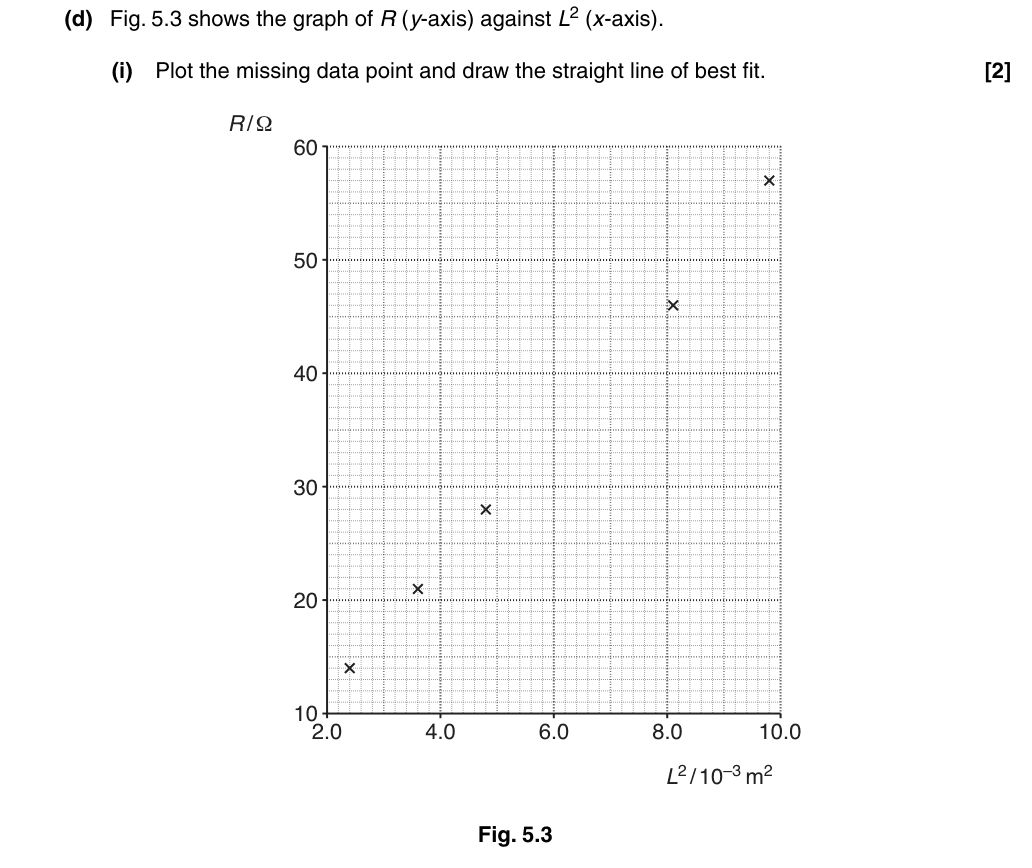 (d) Fig. 5.3 shows the graph of R (y-axis) against L² (x-axis).
(i) Plot the missing data point and draw the straight line of best fit. [2]
R/Ω
60
50
40
30
20
10
2.0 4.0 6.0 8.0 10.0
L²/10⁻³ m²
Fig. 5.3